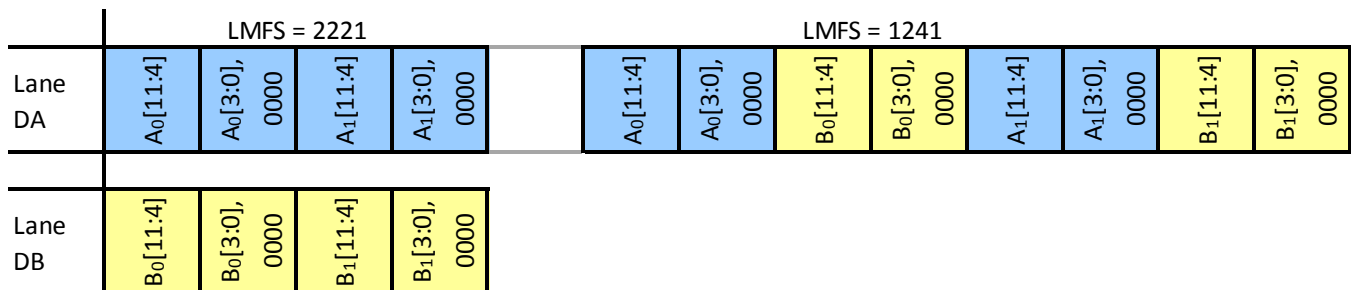 LMFS = 2221
LMFS = 1241
Lane
DA
A0[11:4]
A0[3:0],
0000
A1[11:4]
A1[3:0],
0000
A0[11:4]
A0[3:0],
0000
B0[11:4]
B0[3:0],
0000
A1[11:4]
A1[3:0],
0000
B1[11:4]
B1[3:0],
0000
Lane
DB
B0[11:4]
B0[3:0],
0000
B1[11:4]
B1[3:0],
0000